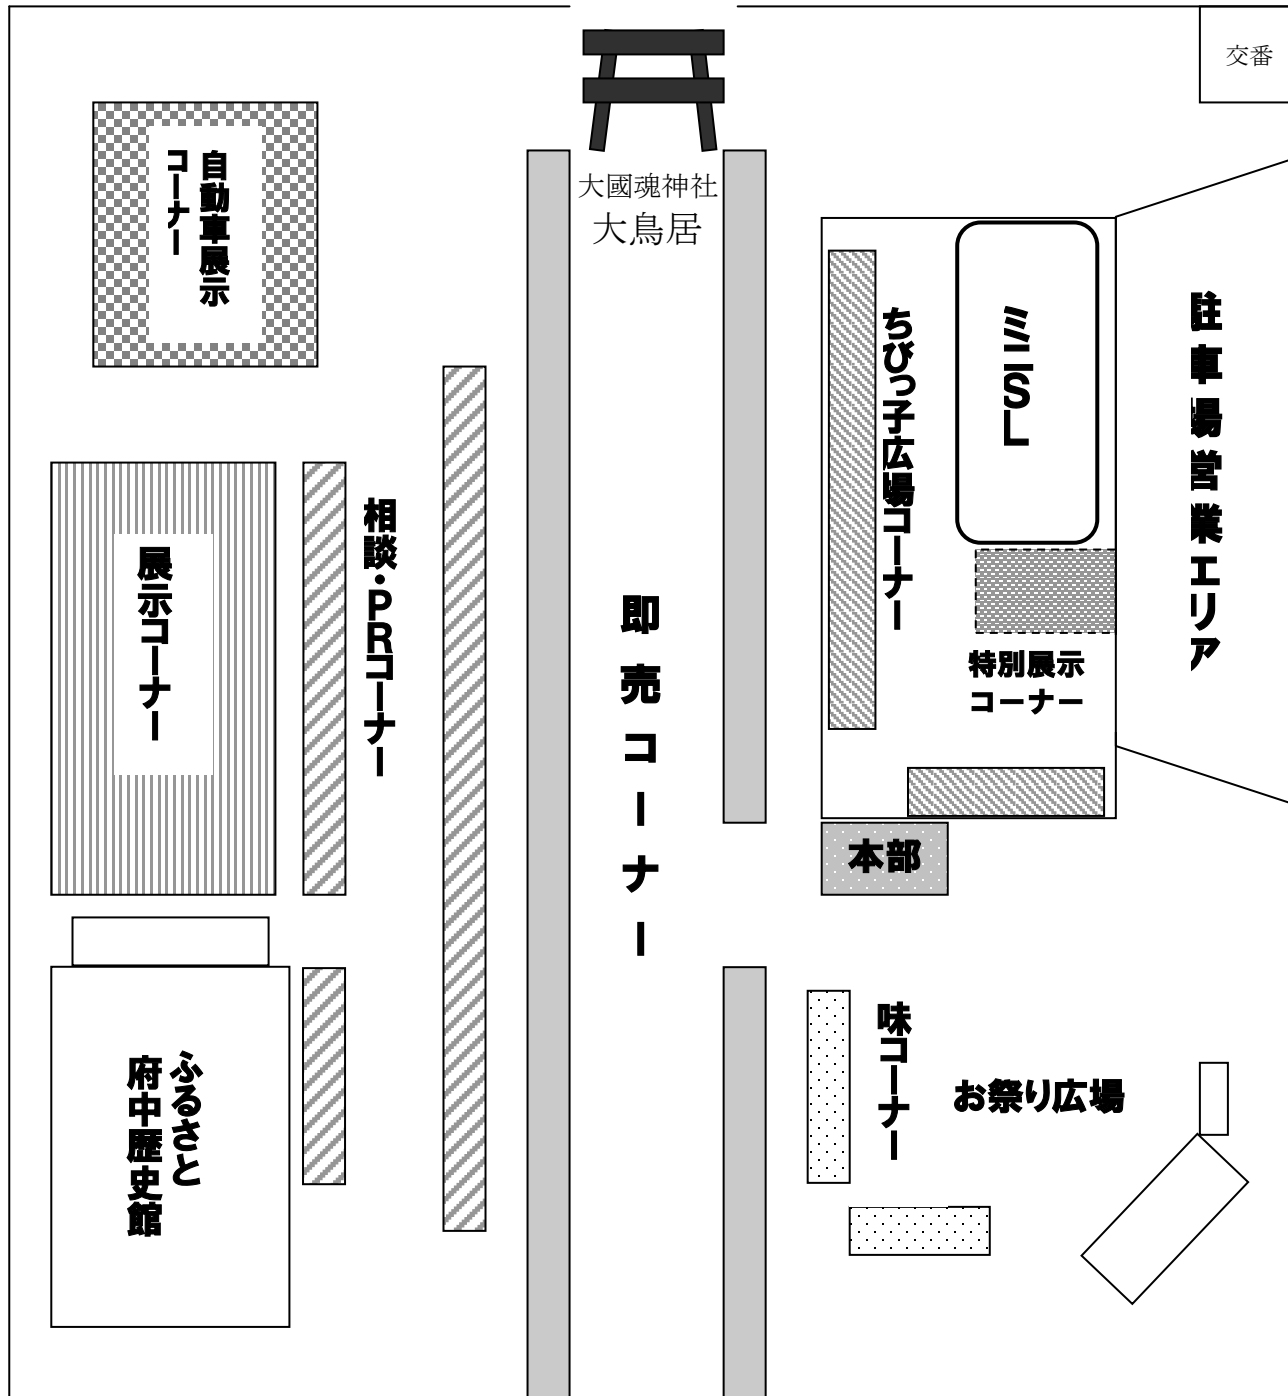 交番
大國魂神社
大鳥居
自動車展示
コーナー
ミニSL
ちびっ子広場コーナー
駐車場営業エリア
特別展示
コーナー
相談・PRコーナー
展示コーナー
即売コーナー
本部
味コーナー
お祭り広場
ふるさと
府中歴史館